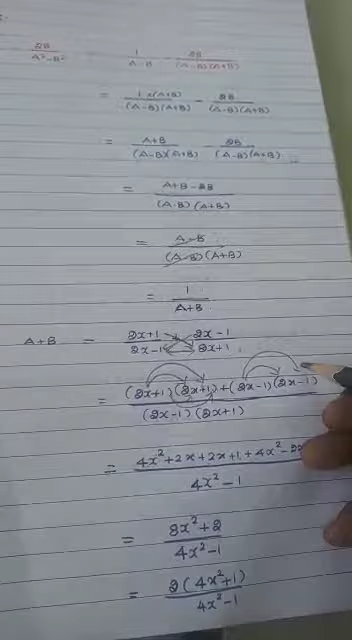 2B/(A²-B²)    1/(A-B) - 2B/((A-B)(A+B))
= 1×(A+B)/((A-B)(A+B)) - 2B/((A-B)(A+B))
= A+B/((A-B)(A+B)) - 2B/((A-B)(A+B))
= A+B-2B/((A-B)(A+B))
= A-B/((A-B)(A+B))
= 1/(A+B)
A+B = 2x+1/2x-1 2x-1/2x+1
= (2x+1)(2x+1)+(2x-1)(2x-1)/(2x-1)(2x+1)
= 4x²+2x+2x+1+4x²-2x/4x²-1
= 8x²+2/4x²-1
= 2(4x²+1)/4x²-1